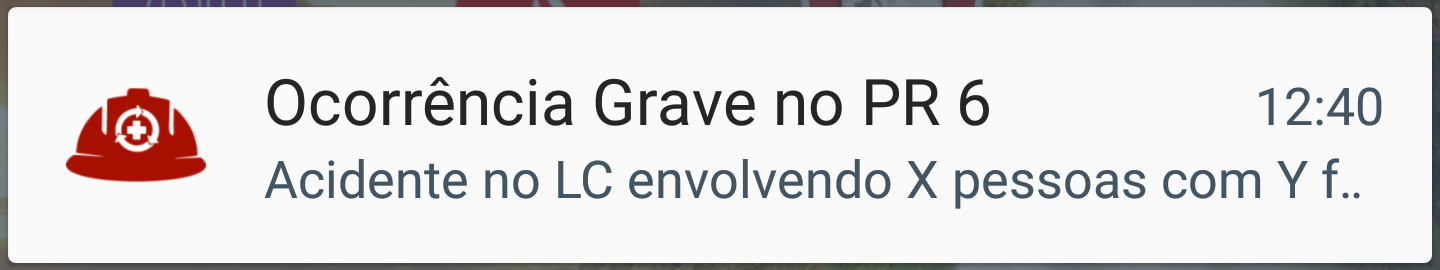 Ocorrência Grave no PR 6 12:40
Acidente no LC envolvendo X pessoas com Y f..